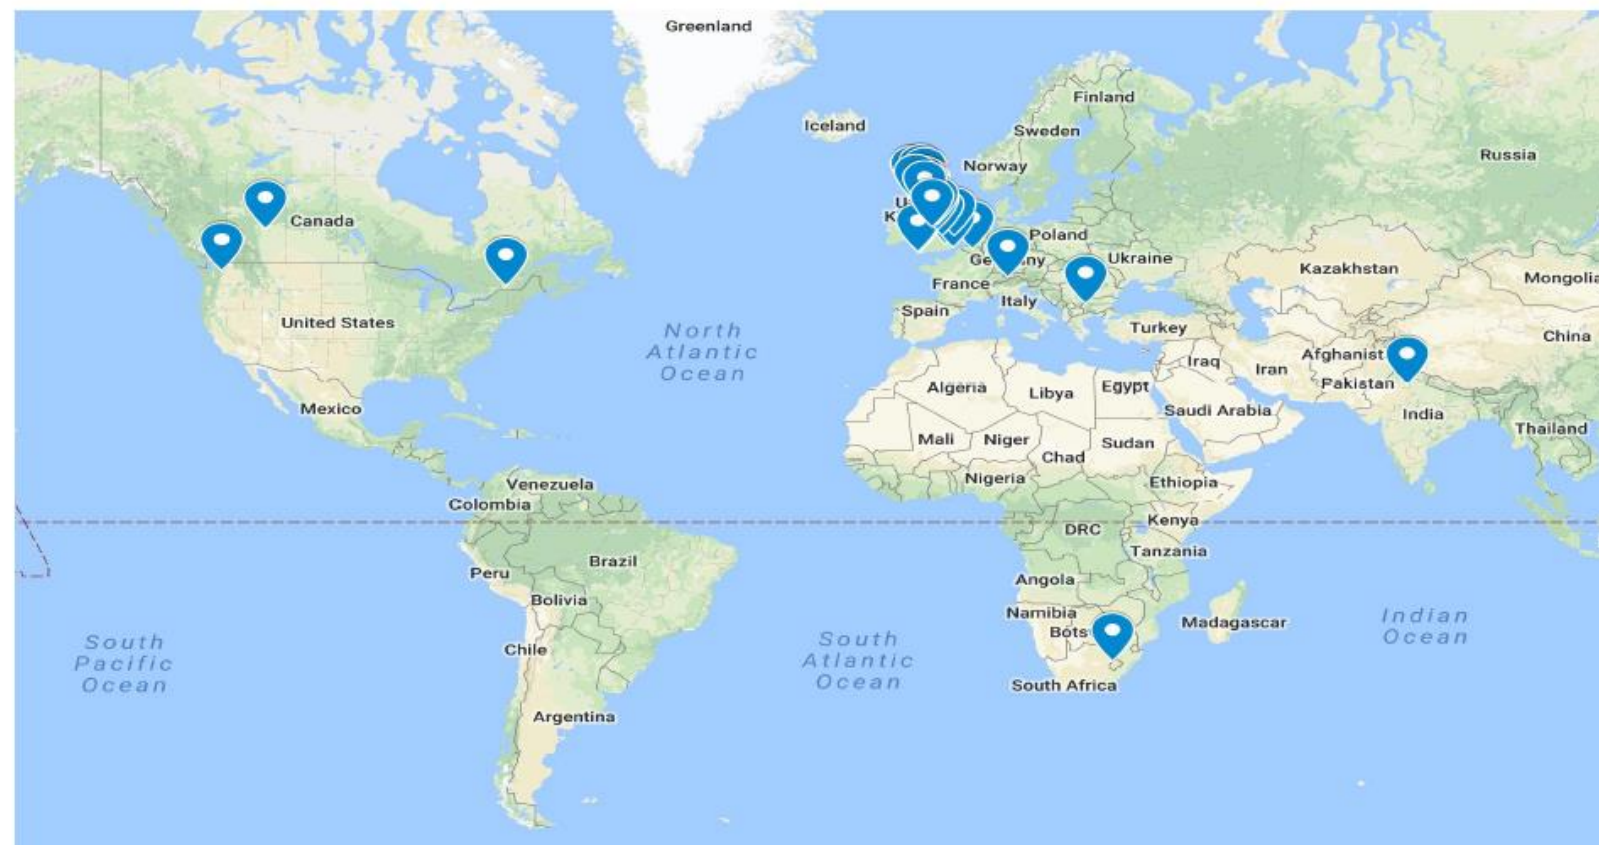 Greenland
Iceland
Finland
Sweden
Norway
Russia
Canada
U
K
Poland
Ge
ny
Ukraine
Kazakhstan
Mongolia
France
Italy
Spain
United States
Turkey
North
Atlantic
Ocean
China
Afghanist
Iraq
Iran
Pakistan
Algeria
Libya
Egypt
Mexico
Saudi Arabia
India
Thailand
Mali
Niger
Sudan
Chad
Nigeria
Ethiopia
Venezuela
Colombia
Kenya
DRC
Tanzania
Brazil
Peru
Angola
Bolivia
Namibia
Bots
Madagascar
Indian
Ocean
South
Pacific
Ocean
Chile
South
Atlantic
Ocean
South Africa
Argentina